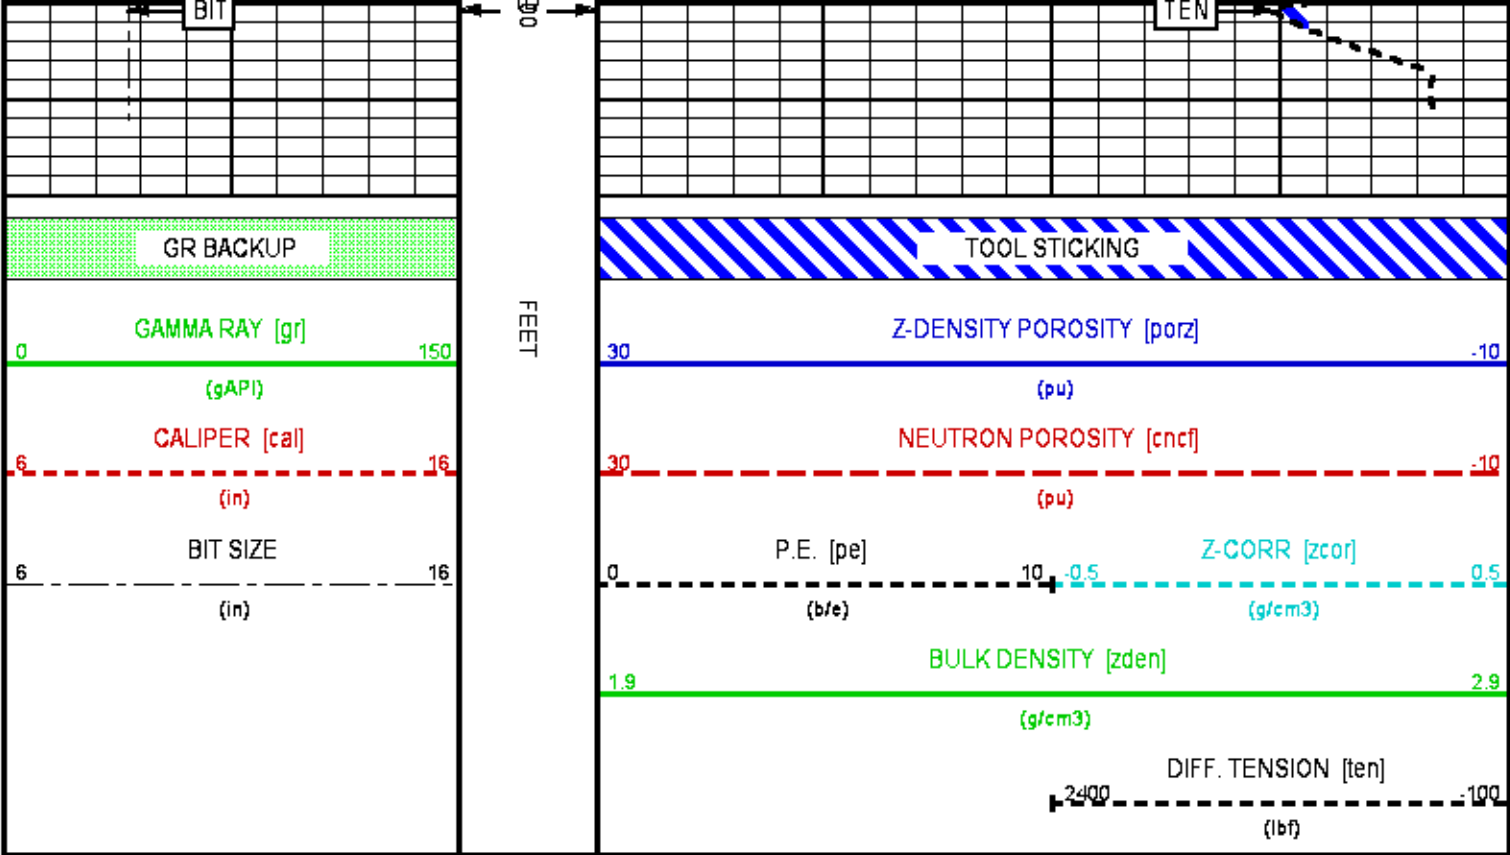 BIT
TEN
GR BACKUP
TOOL STICKING
FEET
GAMMA RAY [gr]
0 150
(gAPI)
Z-DENSITY POROSITY [porz]
30 -10
(pu)
CALIPER [cal]
6 16
(in)
NEUTRON POROSITY [cncf]
30 -10
(pu)
BIT SIZE
6 16
(in)
P.E. [pe]
0 10
(b/e)
Z-CORR [zcor]
-0.5 0.5
(g/cm3)
BULK DENSITY [zden]
1.9 2.9
(g/cm3)
DIFF. TENSION [ten]
2400 -100
(lbf)